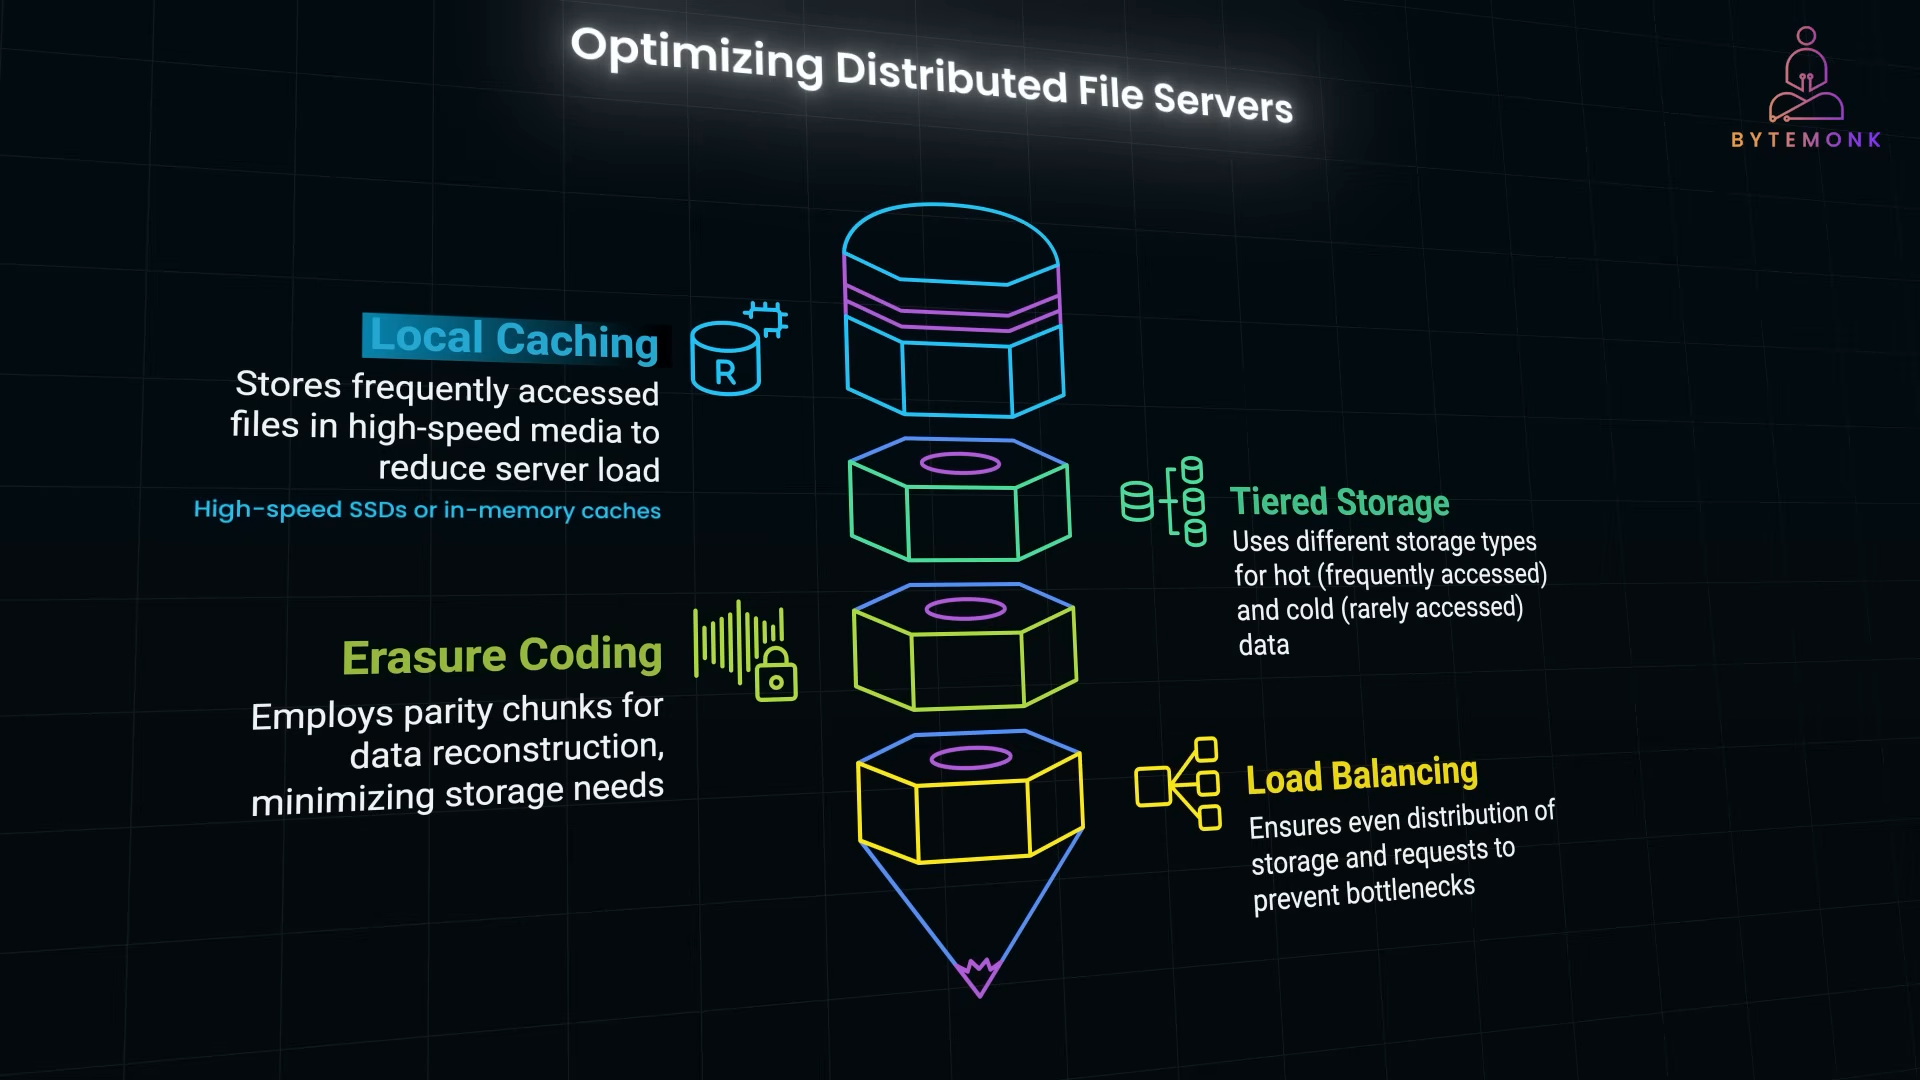 Optimizing Distributed File Servers
BYTEMONK
Local Caching
Stores frequently accessed
files in high-speed media to
reduce server load
High-speed SSDs or in-memory caches
R
Tiered Storage
Uses different storage types
for hot (frequently accessed)
and cold (rarely accessed)
data
Erasure Coding
Employs parity chunks for
data reconstruction,
minimizing storage needs
Load Balancing
Ensures even distribution of
storage and requests to
prevent bottlenecks